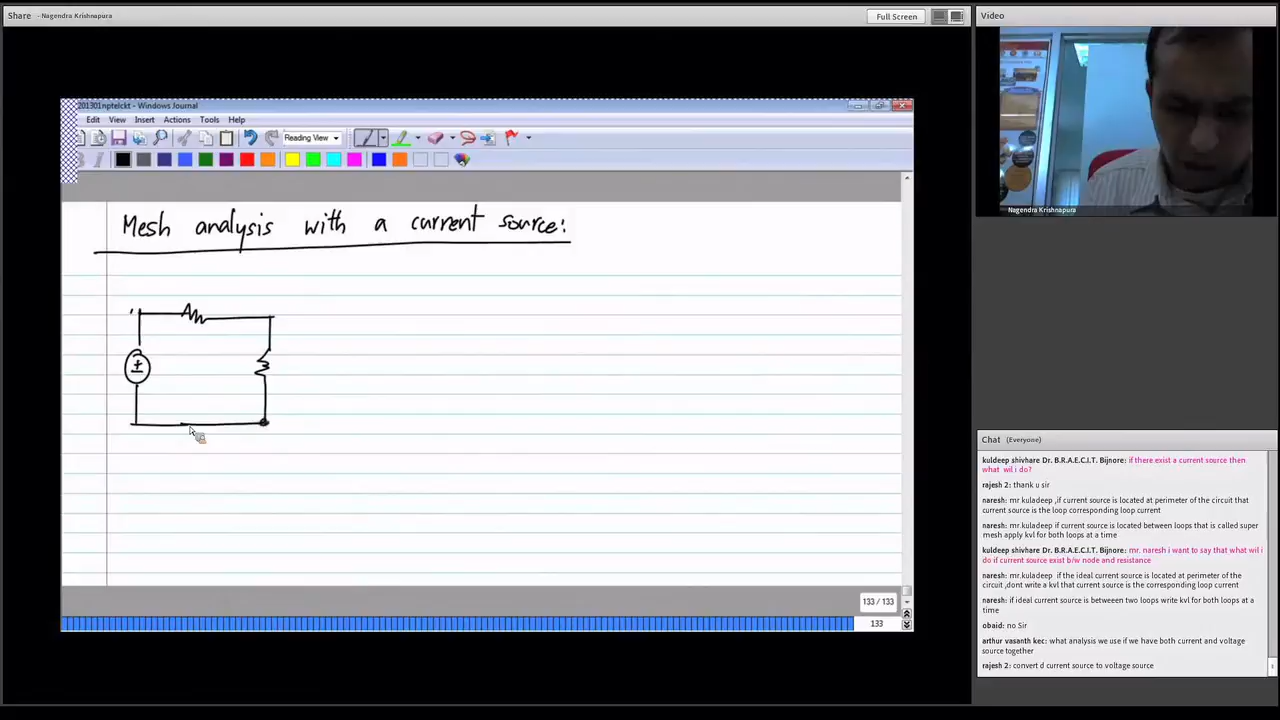 Share - Nagendra Krishnapura
Full Screen
Video
201301nptelckt - Windows Journal
Edit View Insert Actions Tools Help
Reading View
Mesh analysis with a current source:
133 / 133
133
Nagendra Krishnapura
Chat (Everyone)
kuldeep shivhare Dr. B.R.A.E.C.I.T. Bijnore: if there exist a current source then
what wil i do?
rajesh 2: thank u sir
naresh: mr.kuladeep ,if current source is located at perimeter of the circuit that
current source is the loop corresponding loop current
naresh: mr.kuladeep if current source is located between loops that is called super
mesh apply kvl for both loops at a time
kuldeep shivhare Dr. B.R.A.E.C.I.T. Bijnore: mr. naresh i want to say that what wil i
do if current source exist b/w node and resistance
naresh: mr.kuladeep if the ideal current source is located at perimeter of the
circuit ,dont write a kvl that current source is the corresponding loop current
naresh: if ideal current source is betweeen two loops write kvl for both loops at a
time
obaid: no Sir
arthur vasanth kec: what analysis we use if we have both current and voltage
source together
rajesh 2: convert d current source to voltage source